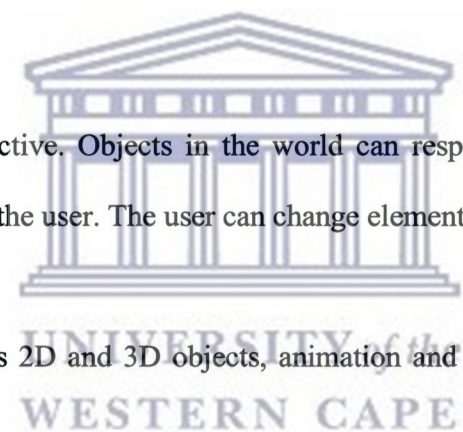 ctive. Objects in the world can resp
the user. The user can change element
s 2D and 3D objects, animation and
UNIVERSITY of the
WESTERN CAPE